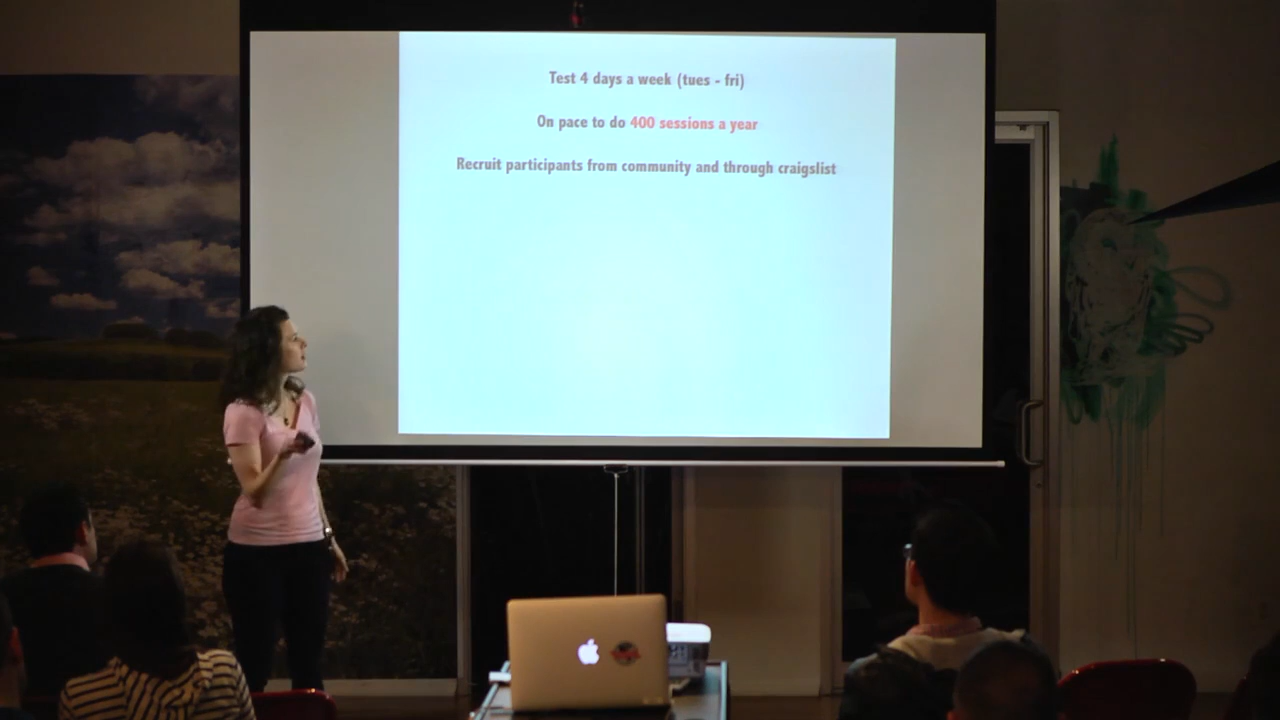 Test 4 days a week (tues - fri)
On pace to do 400 sessions a year
Recruit participants from community and through craigslist